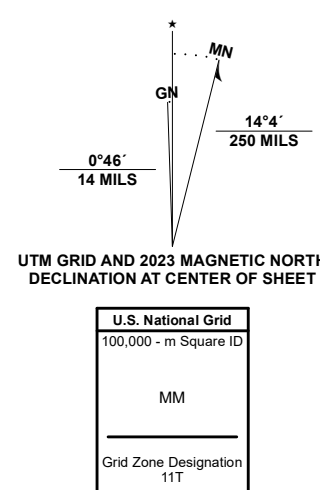 MN
GN
14°4´
250 MILS
0°46´
14 MILS
UTM GRID AND 2023 MAGNETIC NORTH
DECLINATION AT CENTER OF SHEET
U.S. National Grid
100,000 - m Square ID
MM
Grid Zone Designation
11T